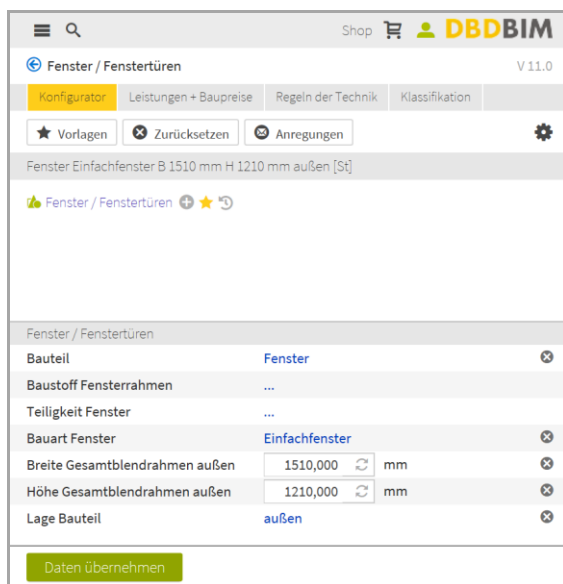 Shop DBDBIM
Fenster / Fenstertüren V 11.0
Konfigurator Leistungen + Baupreise Regeln der Technik Klassifikation
Vorlagen Zurücksetzen Anregungen
Fenster Einfachfenster B 1510 mm H 1210 mm außen [St]
Fenster / Fenstertüren
Fenster / Fenstertüren
Bauteil Fenster
Baustoff Fensterrahmen ...
Teiligkeit Fenster ...
Bauart Fenster Einfachfenster
Breite Gesamtblendrahmen außen 1510,000 mm
Höhe Gesamtblendrahmen außen 1210,000 mm
Lage Bauteil außen
Daten übernehmen